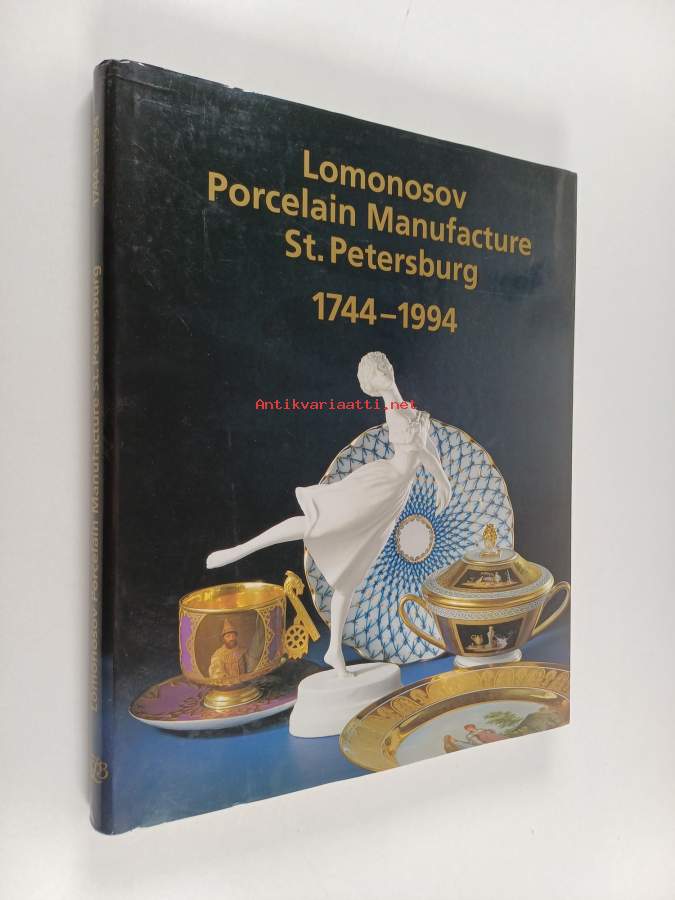 Lomonosov
Porcelain Manufacture
St. Petersburg
1744–1994
Antikvariaatti.net
Lomonosov Porcelain Manufacture St. Petersburg 1744–1994